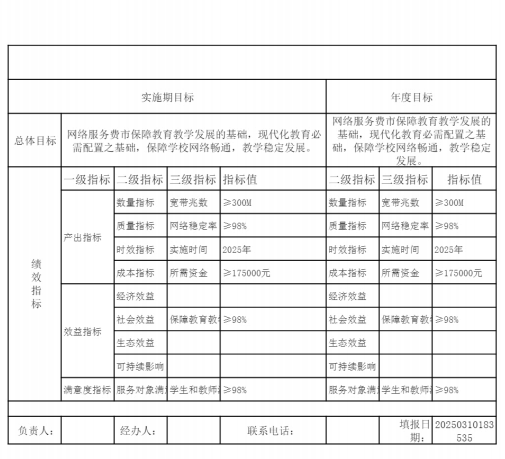 实施期目标 年度目标
总体目标 网络服务费市保障教育教学发展的基础，现代化教育必需配置之基础，保障学校网络畅通，教学稳定发展。 网络服务费市保障教育教学发展的基础，现代化教育必需配置之基础，保障学校网络畅通，教学稳定发展。
绩效指标
一级指标 二级指标 三级指标 指标值 二级指标 三级指标 指标值
产出指标
数量指标 宽带兆数 ≥300M 数量指标 宽带兆数 ≥300M
质量指标 网络稳定率 ≥98% 质量指标 网络稳定率 ≥98%
时效指标 实施时间 2025年 时效指标 实施时间 2025年
成本指标 所需资金 ≥175000元 成本指标 所需资金 ≥175000元
效益指标
经济效益 经济效益
社会效益 保障教育教 ≥98% 社会效益 保障教育教 ≥98%
生态效益 生态效益
可持续影响 可持续影响
满意度指标 服务对象满 学生和教师 ≥98% 服务对象满 学生和教师 ≥98%
负责人： 经办人： 联系电话： 填报日期： 20250310183535